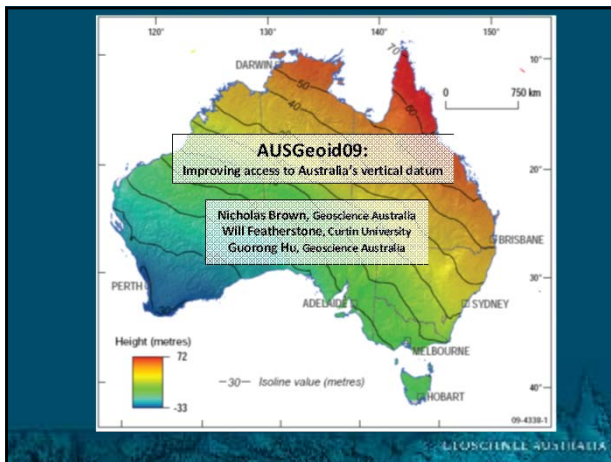 120° 130° 140° 150°
DARWIN
70
10°
50
60
40
0 750 km
AUSGeoid09:
Improving access to Australia's vertical datum
20°
Nicholas Brown, Geoscience Australia
Will Featherstone, Curtin University
Guorong Hu, Geoscience Australia
BRISBANE
30°
PERTH
ADELAIDE
SYDNEY
Height (metres)
72
-33
—30— Isoline value (metres)
MELBOURNE
40°
HOBART
09-4338-1
GEOSCIENCE AUSTRALIA